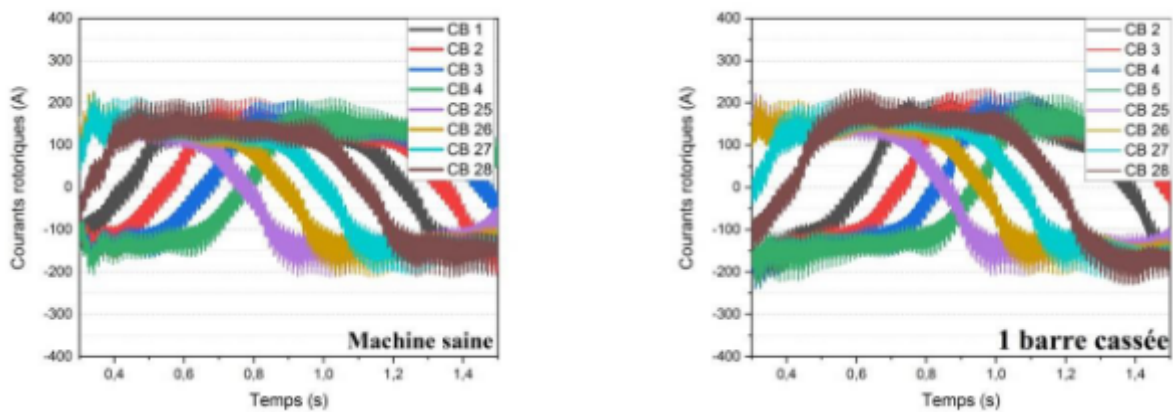 400
300
200
100
0
-100
-200
-300
-400
Courants rotoriques (A)
CB 1
CB 2
CB 3
CB 4
CB 25
CB 26
CB 27
CB 28
Machine saine
0,4 0,6 0,8 1,0 1,2 1,4
Temps (s)
400
300
200
100
0
-100
-200
-300
-400
Courants rotoriques (A)
CB 2
CB 3
CB 4
CB 5
CB 25
CB 26
CB 27
CB 28
1 barre cassée
0,4 0,6 0,8 1,0 1,2 1,4
Temps (s)